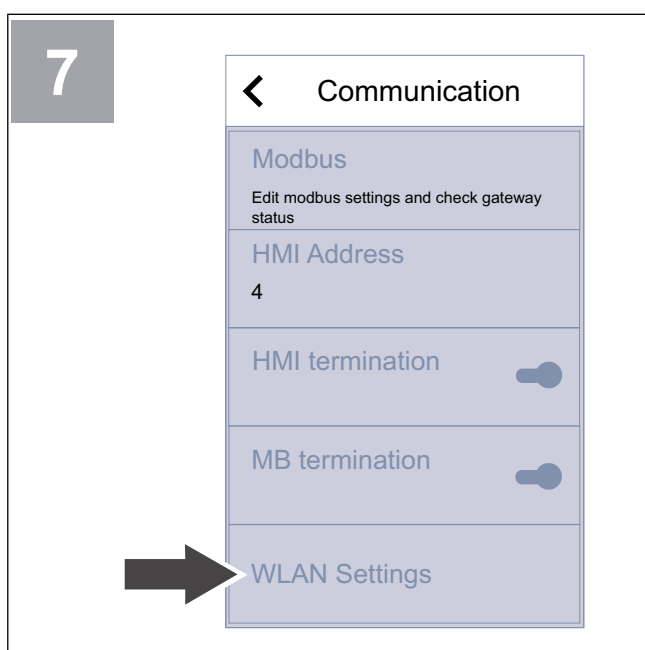 7
Communication
Modbus
Edit modbus settings and check gateway
status
HMI Address
4
HMI termination
MB termination
WLAN Settings